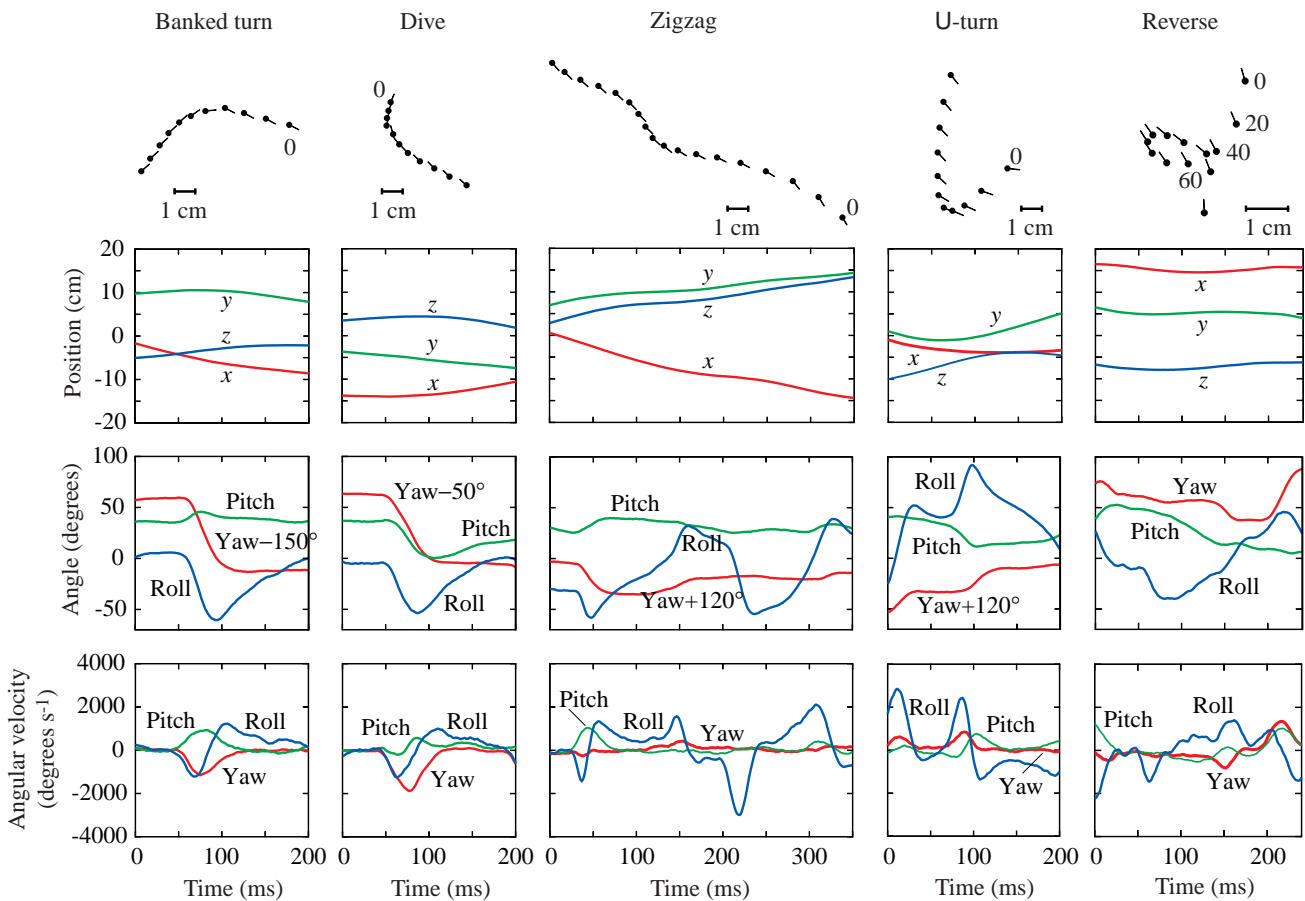 Banked turn Dive Zigzag U-turn Reverse
0 0 0 0 0
20
40
60
1 cm 1 cm 1 cm 1 cm 1 cm
Position (cm)
20
10
0
-10
-20
y z x
z y x
y z x
y x z
x y z
Angle (degrees)
100
50
0
-50
Pitch Yaw−150° Roll
Yaw−50° Pitch Roll
Pitch Roll Yaw+120°
Roll Pitch Yaw+120°
Yaw Pitch Roll
Angular velocity
(degrees s-1)
4000
2000
0
-2000
-4000
Pitch Roll Yaw
Pitch Roll Yaw
Pitch Roll Yaw
Roll Pitch Yaw
Pitch Roll Yaw
0 100 200 0 100 200 0 100 200 300 0 100 200 0 100 200
Time (ms) Time (ms) Time (ms) Time (ms) Time (ms)